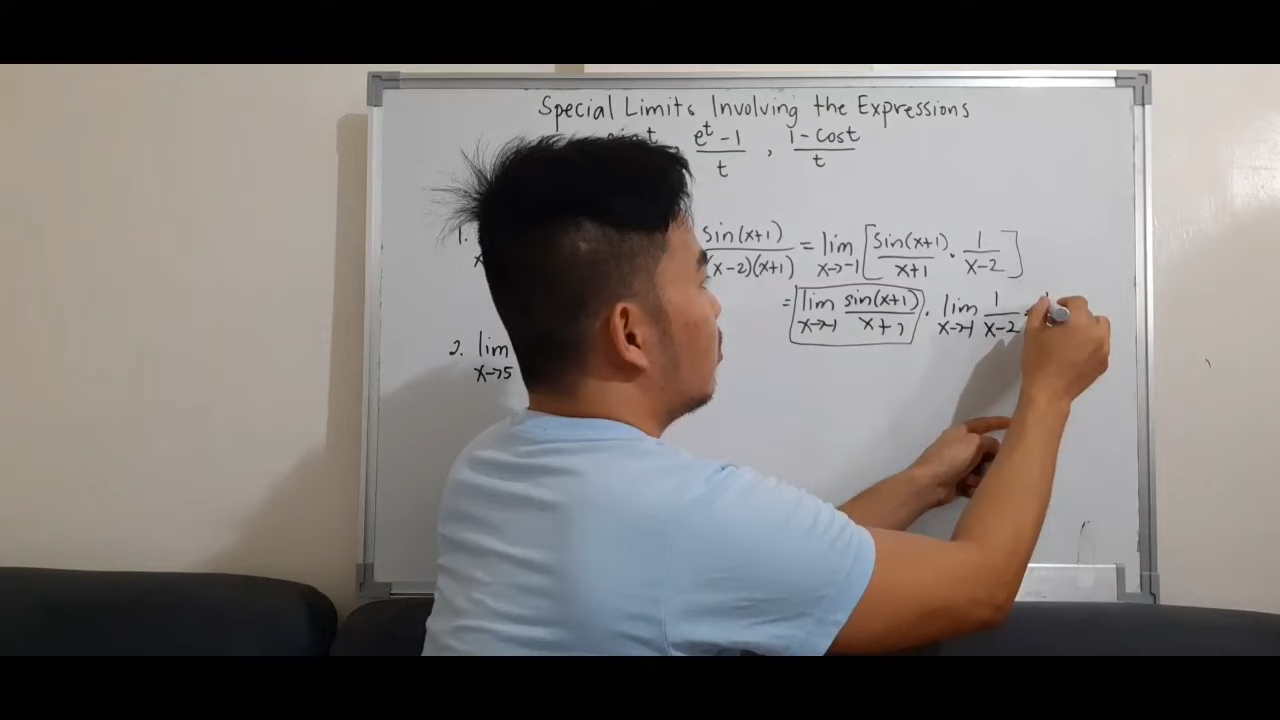 Special Limits Involving the Expressions
e^t - 1 / t , 1 - cost / t
1. sin(x+1) / (x-2)(x+1) = lim x→-1 [ sin(x+1) / x+1 · 1 / x-2 ]
= lim x→-1 sin(x+1) / x+1 · lim x→-1 1 / x-2 =
2. lim x→5